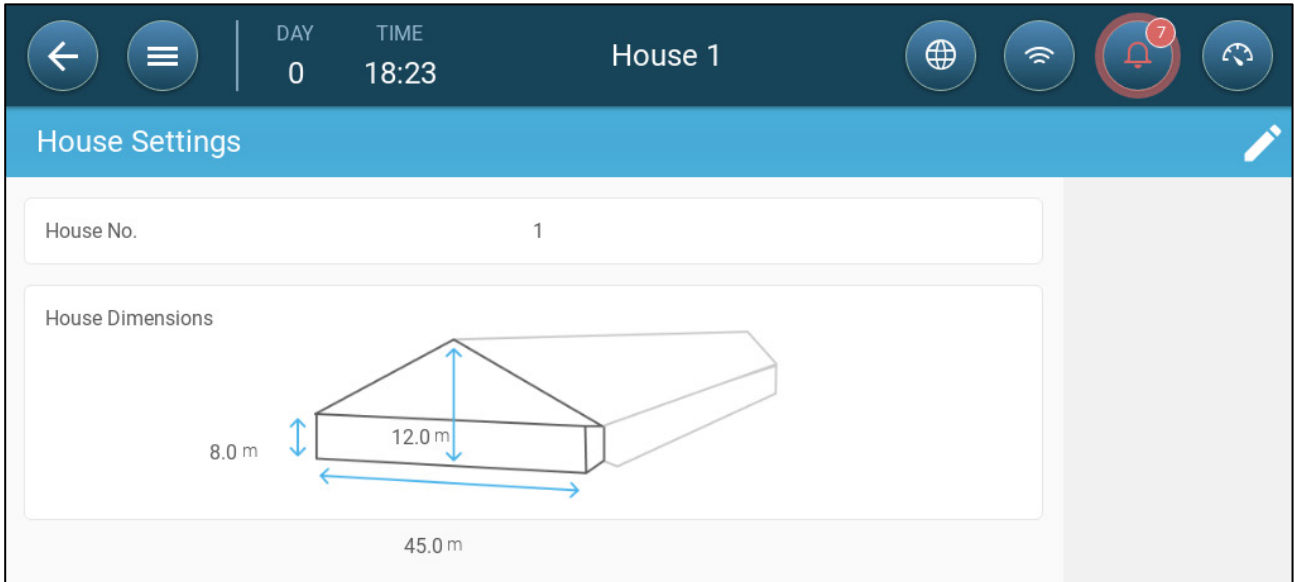 DAY TIME
0 18:23 House 1 7
House Settings
House No. 1
House Dimensions
12.0 m
8.0 m
45.0 m